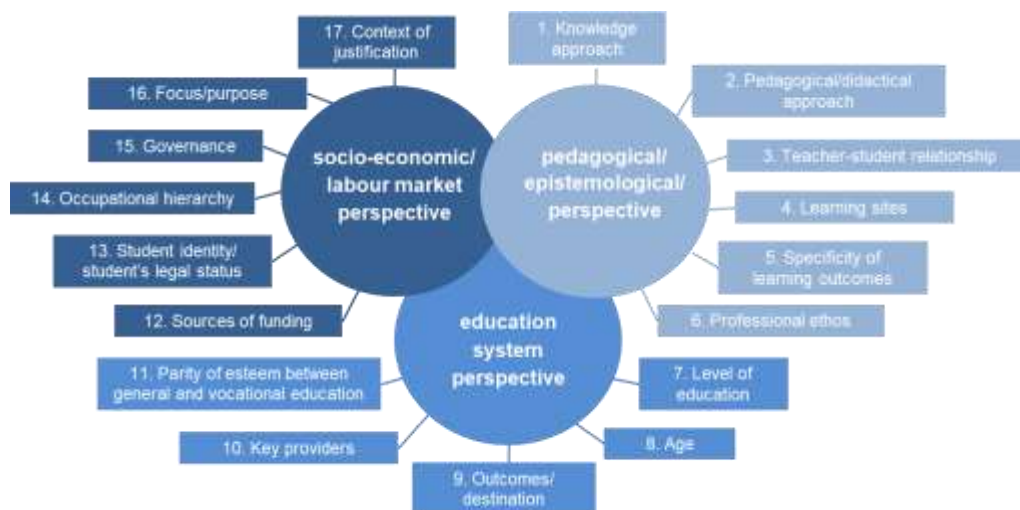 17. Context of
justification
1. Knowledge
approach
16. Focus/purpose
2. Pedagogical/didactical
approach
15. Governance
socio-economic/
labour market
perspective
pedagogical/
epistemological/
perspective
3. Teacher-student relationship
14. Occupational hierarchy
4. Learning sites
13. Student identity/
student's legal status
5. Specificity of
learning outcomes
12. Sources of funding
6. Professional ethos
education
system
perspective
11. Parity of esteem between
general and vocational education
7. Level of
education
10. Key providers
8. Age
9. Outcomes/
destination